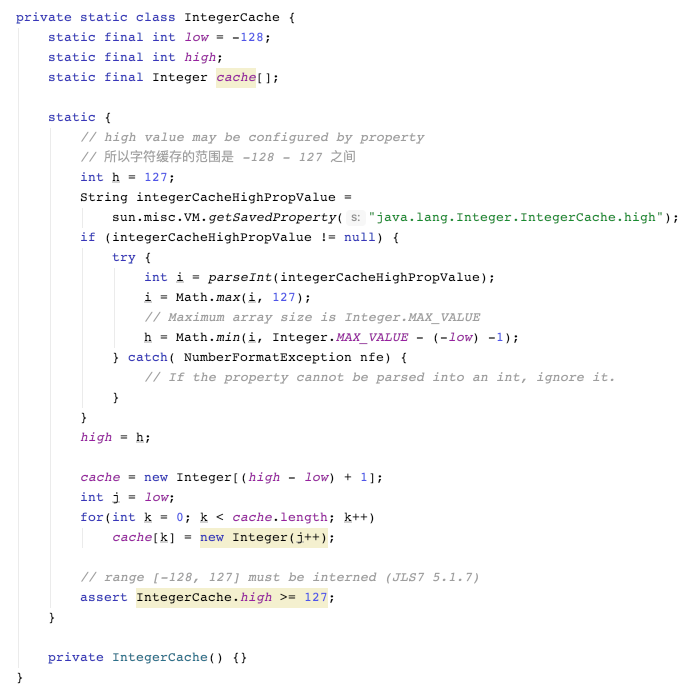 private static class IntegerCache {
    static final int low = -128;
    static final int high;
    static final Integer cache[];

    static {
        // high value may be configured by property
        // 所以字符缓存的范围是 -128 - 127 之间
        int h = 127;
        String integerCacheHighPropValue =
            sun.misc.VM.getSavedProperty( s: "java.lang.Integer.IntegerCache.high");
        if (integerCacheHighPropValue != null) {
            try {
                int i = parseInt(integerCacheHighPropValue);
                i = Math.max(i, 127);
                // Maximum array size is Integer.MAX_VALUE
                h = Math.min(i, Integer.MAX_VALUE - (-low) -1);
            } catch( NumberFormatException nfe) {
                // If the property cannot be parsed into an int, ignore it.
            }
        }
        high = h;

        cache = new Integer[(high - low) + 1];
        int j = low;
        for(int k = 0; k < cache.length; k++)
            cache[k] = new Integer(j++);

        // range [-128, 127] must be interned (JLS7 5.1.7)
        assert IntegerCache.high >= 127;
    }

    private IntegerCache() {}
}